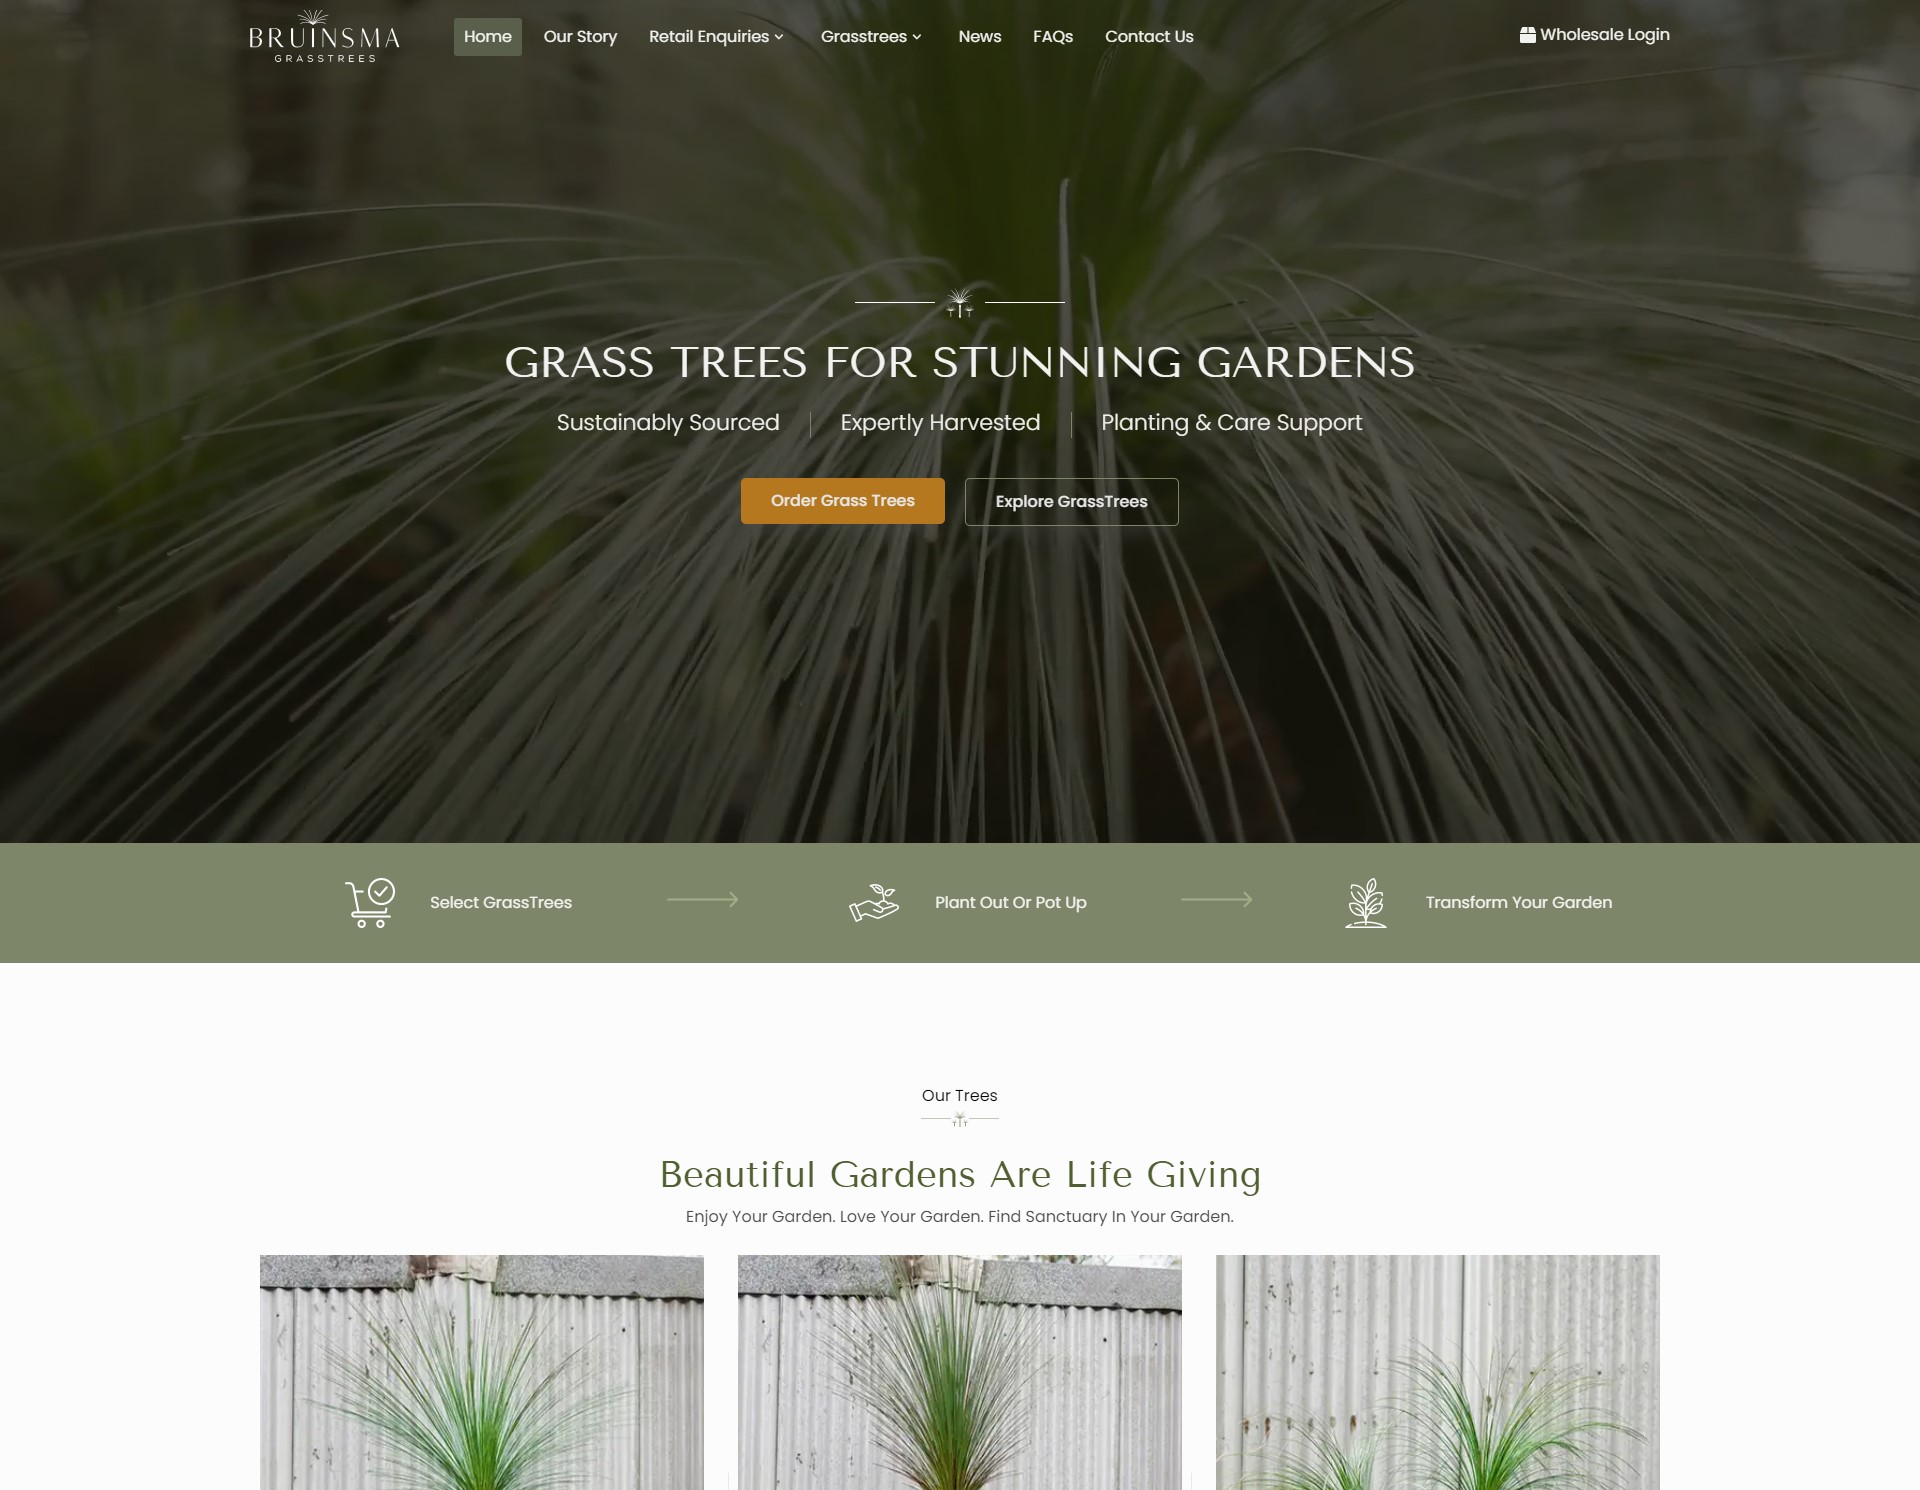 BRUINSMA
GRASSTREES
Home
Our Story
Retail Enquiries
Grasstrees
News
FAQs
Contact Us
Wholesale Login
GRASS TREES FOR STUNNING GARDENS
Sustainably Sourced
Expertly Harvested
Planting & Care Support
Order Grass Trees
Explore GrassTrees
Select GrassTrees
Plant Out Or Pot Up
Transform Your Garden
Our Trees
Beautiful Gardens Are Life Giving
Enjoy Your Garden. Love Your Garden. Find Sanctuary In Your Garden.